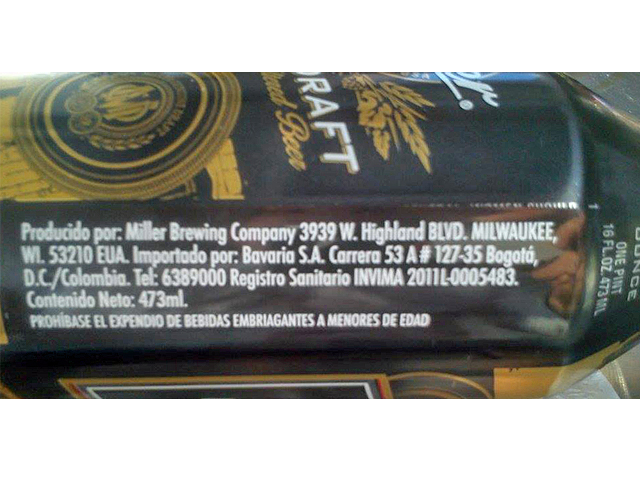 DRAFT
Producido por: Miller Brewing Company 3939 W. Highland BLVD. MILWAUKEE,
WI. 53210 EUA. Importado por: Bavaria S.A. Carrera 53 A # 127-35 Bogotá,
D.C./Colombia. Tel: 6389000 Registro Sanitario INVIMA 2011L-0005483.
Contenido Neto: 473ml.
PROHÍBASE EL EXPENDIO DE BEBIDAS EMBRIAGANTES A MENORES DE EDAD
ONE PINT
16 FL. OZ. 473 ML